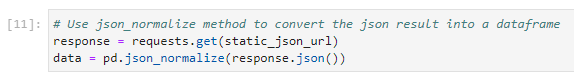 [11]: # Use json_normalize method to convert the json result into a dataframe
response = requests.get(static_json_url)
data = pd.json_normalize(response.json())